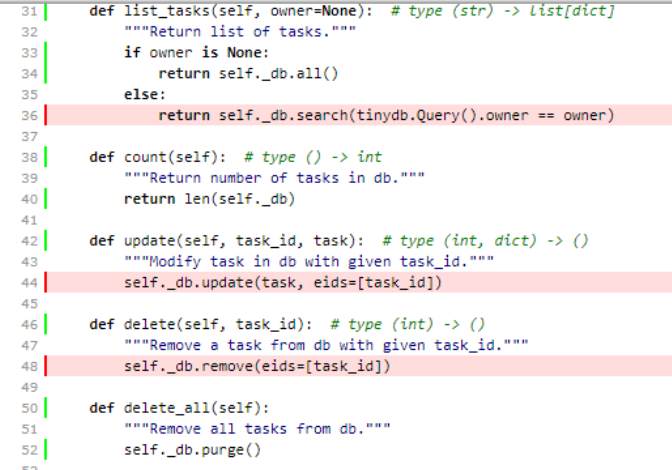 31 def list_tasks(self, owner=None):  # type (str) -> list[dict]
32 """Return list of tasks."""
33 if owner is None:
34 return self._db.all()
35 else:
36 return self._db.search(tinydb.Query().owner == owner)
37
38 def count(self):  # type () -> int
39 """Return number of tasks in db."""
40 return len(self._db)
41
42 def update(self, task_id, task):  # type (int, dict) -> ()
43 """Modify task in db with given task_id."""
44 self._db.update(task, eids=[task_id])
45
46 def delete(self, task_id):  # type (int) -> ()
47 """Remove a task from db with given task_id."""
48 self._db.remove(eids=[task_id])
49
50 def delete_all(self):
51 """Remove all tasks from db."""
52 self._db.purge()